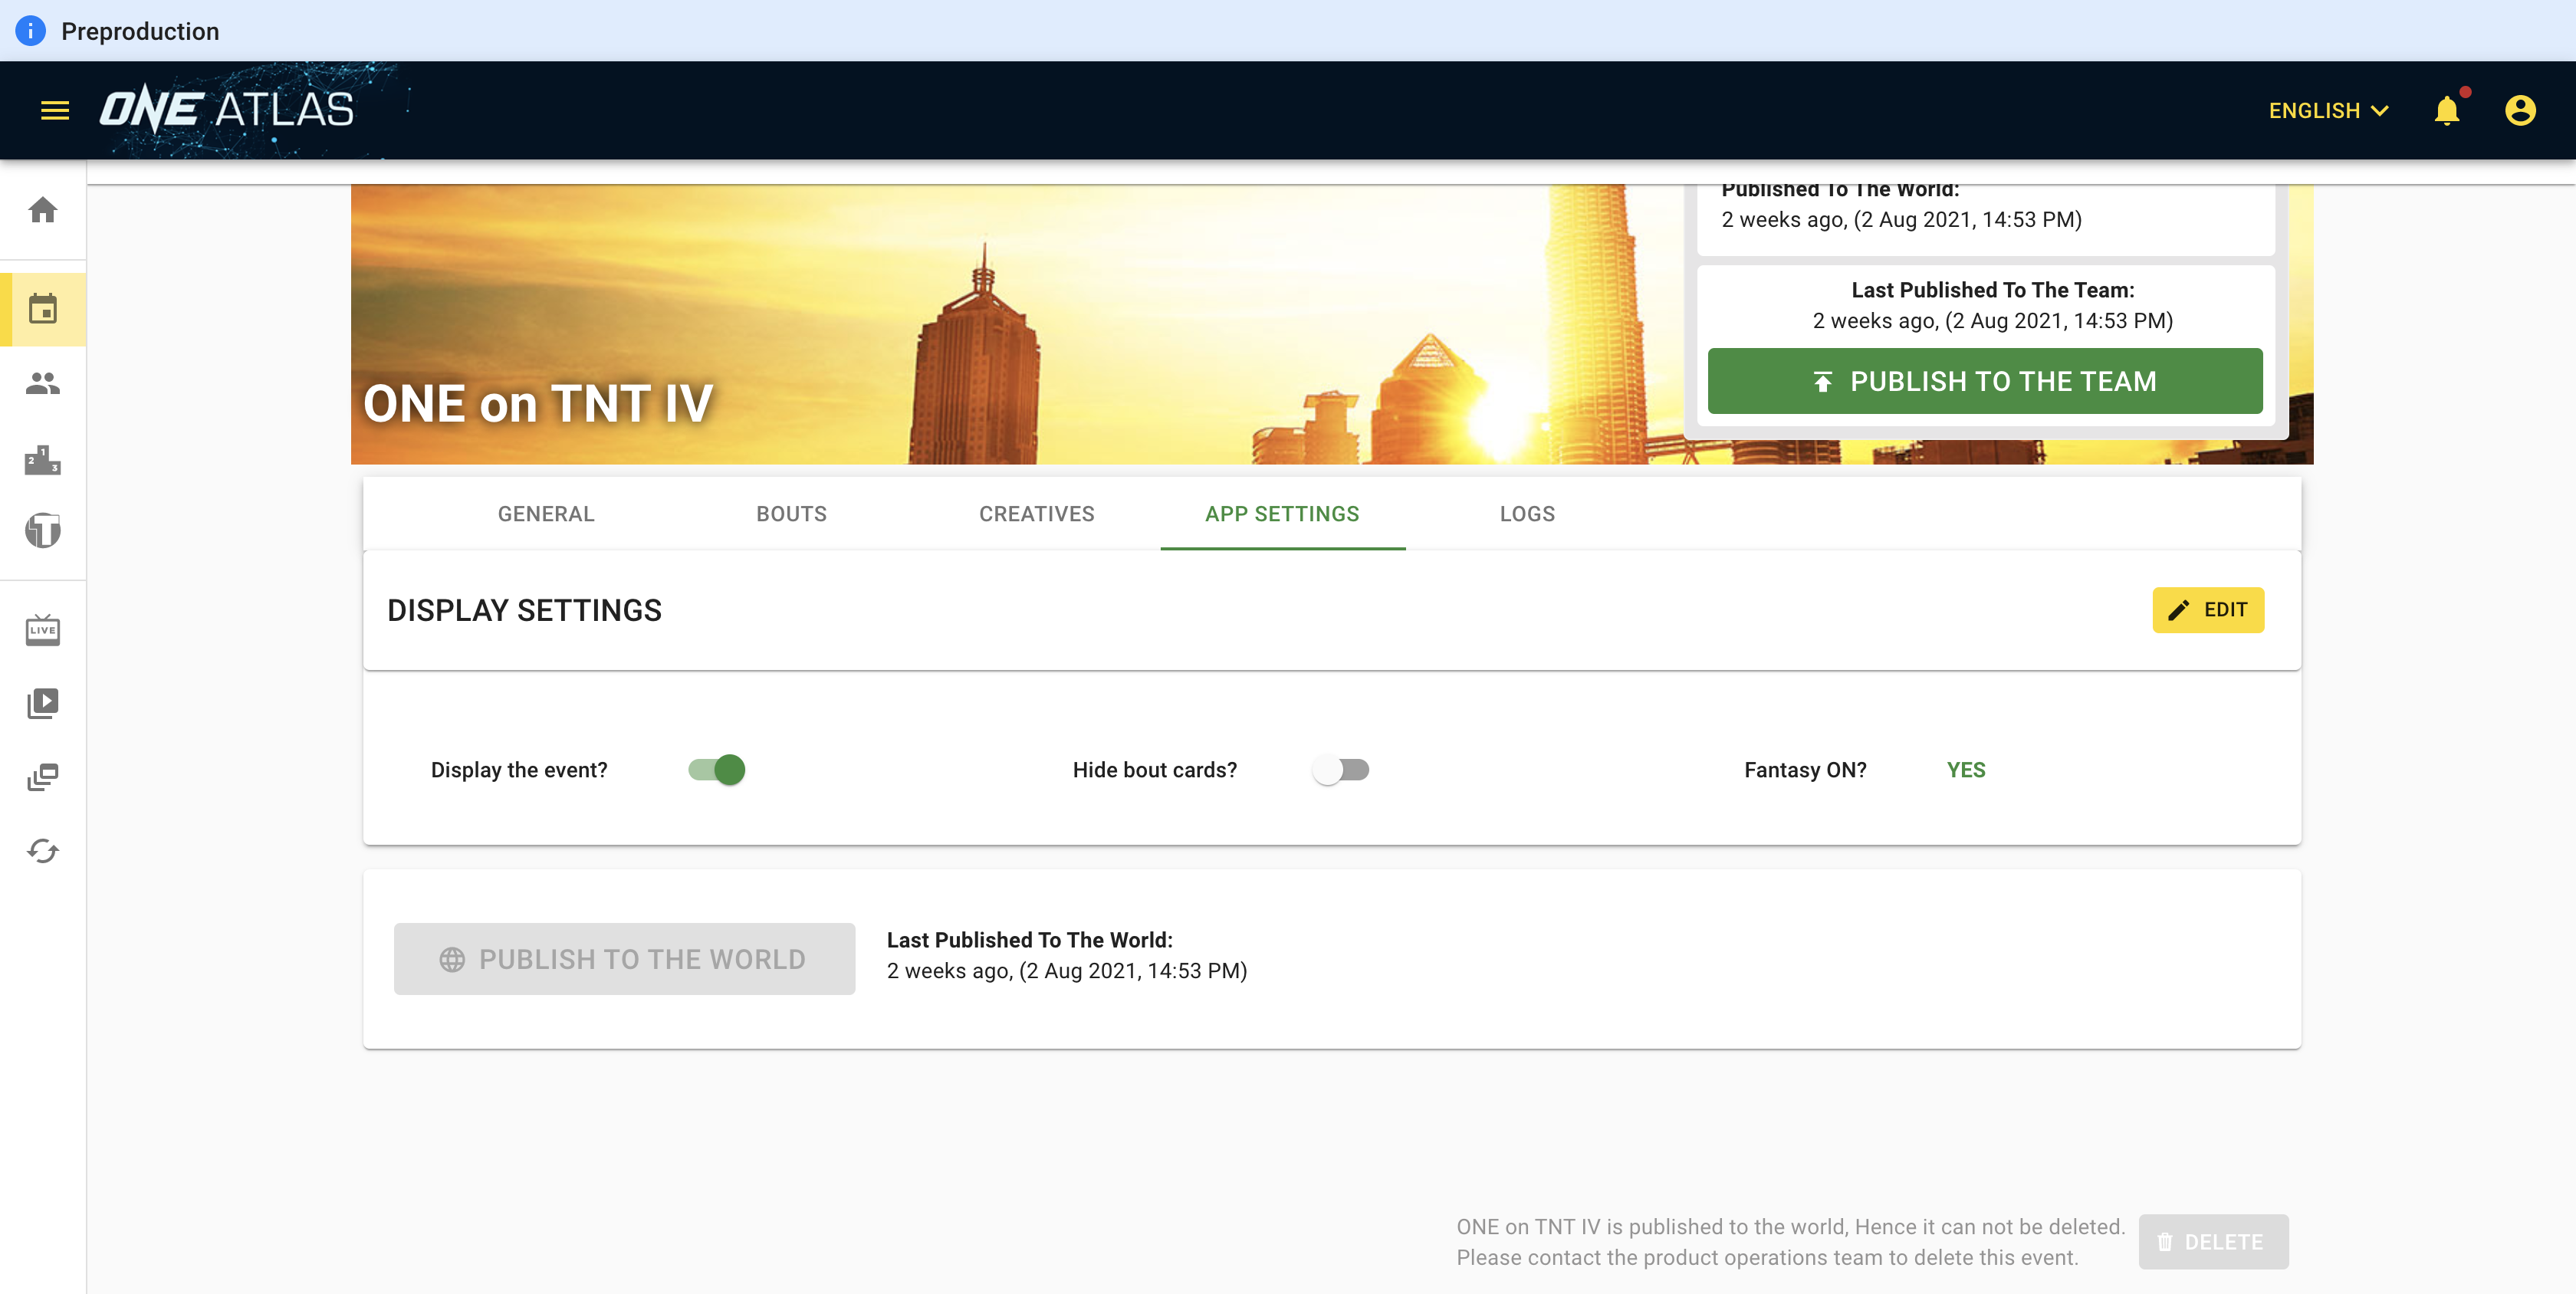 Preproduction
ONE ATLAS
ENGLISH
Published To The World:
2 weeks ago, (2 Aug 2021, 14:53 PM)
Last Published To The Team:
2 weeks ago, (2 Aug 2021, 14:53 PM)
PUBLISH TO THE TEAM
ONE on TNT IV
GENERAL
BOUTS
CREATIVES
APP SETTINGS
LOGS
DISPLAY SETTINGS
EDIT
Display the event?
Hide bout cards?
Fantasy ON?
YES
LIVE
PUBLISH TO THE WORLD
Last Published To The World:
2 weeks ago, (2 Aug 2021, 14:53 PM)
ONE on TNT IV is published to the world, Hence it can not be deleted.
Please contact the product operations team to delete this event.
DELETE